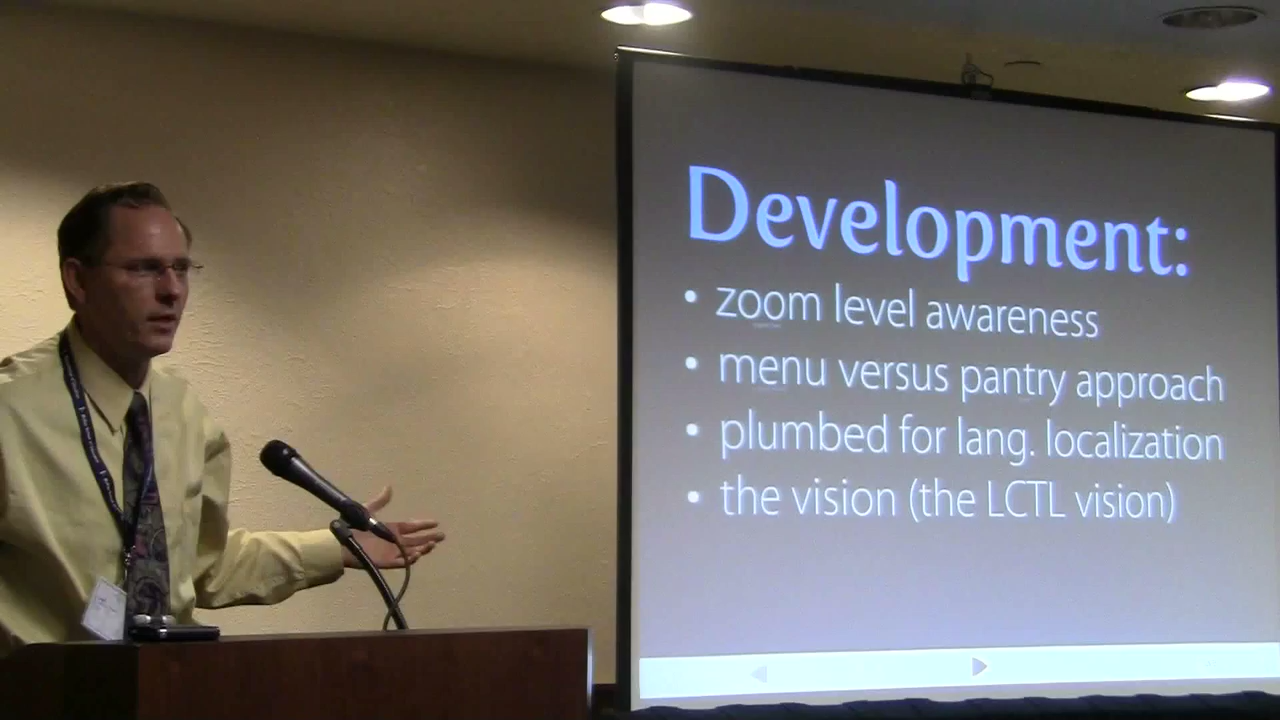 Development:
• zoom level awareness
• menu versus pantry approach
• plumbed for lang. localization
• the vision (the LCTL vision)